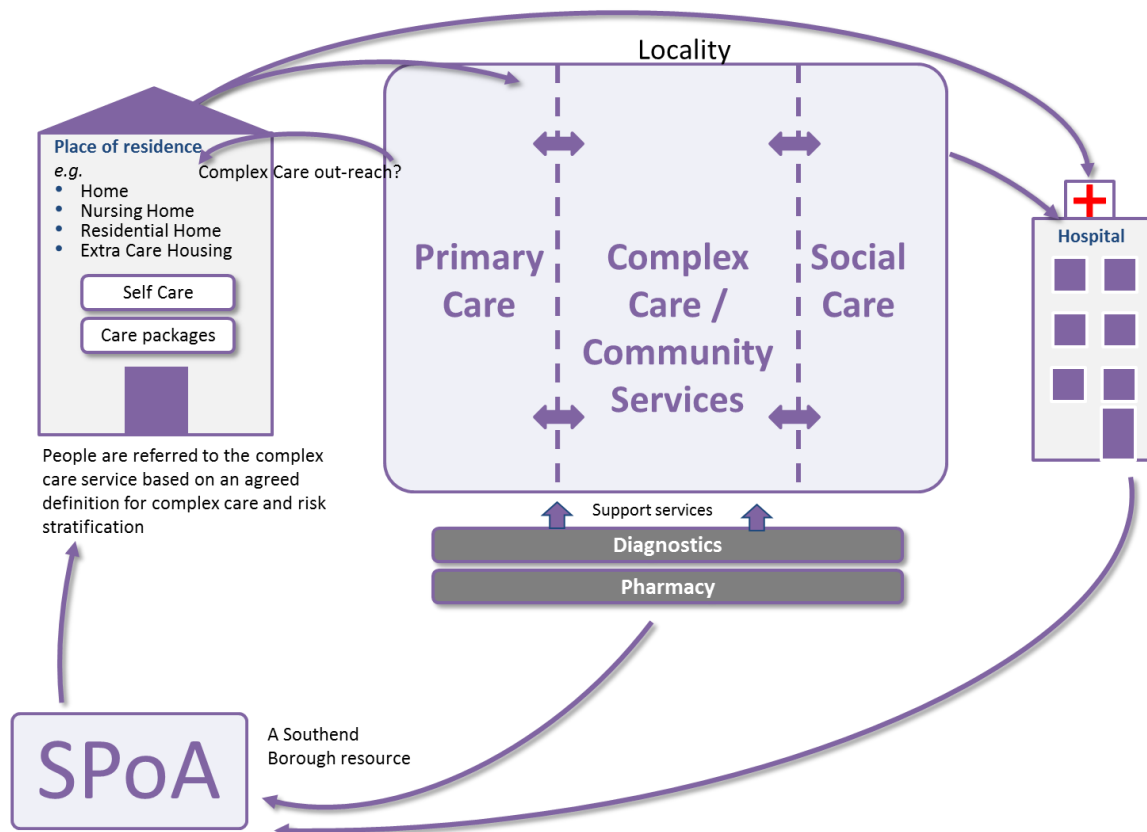 Locality
Place of residence
e.g.
• Home
• Nursing Home
• Residential Home
• Extra Care Housing
Self Care
Care packages
Complex Care out-reach?
Primary
Care
Complex
Care /
Community
Services
Social
Care
Hospital
People are referred to the complex
care service based on an agreed
definition for complex care and risk
stratification
Support services
Diagnostics
Pharmacy
SPoA
A Southend
Borough resource